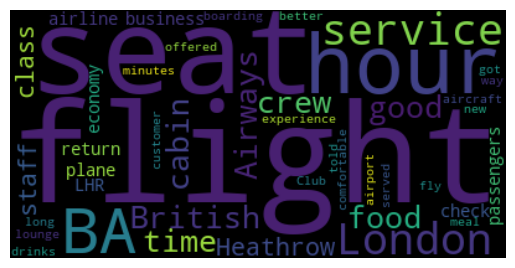 airline business boarding better
seat service
class offered hour
minutes
economy cabin Airways crew good got way
aircraft
experience new
flight
staff return customer told comfortable airport served passengers
plane
LHR Club fly
long BA British food check
lounge time Heathrow London meal
drinks